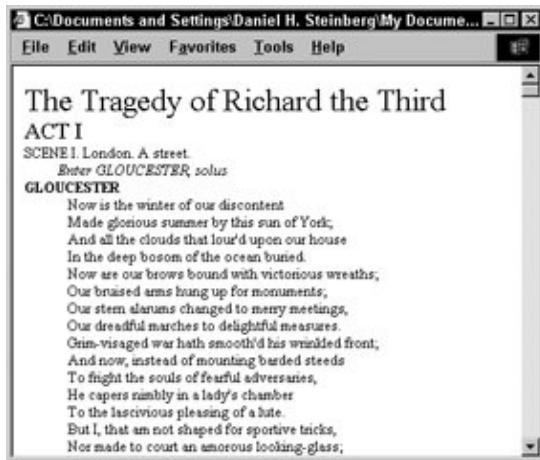 C:\Documents and Settings\Daniel H. Steinberg\My Docume...
File Edit View Favorites Tools Help
The Tragedy of Richard the Third
ACT I
SCENE I. London. A street.
Enter GLOUCESTER, solus
GLOUCESTER
Now is the winter of our discontent
Made glorious summer by this sun of York;
And all the clouds that lour'd upon our house
In the deep bosom of the ocean buried.
Now are our brows bound with victorious wreaths;
Our bruised arms hung up for monuments;
Our stern alarums changed to merry meetings,
Our dreadful marches to delightful measures.
Grim-visaged war hath smooth'd his wrinkled front;
And now, instead of mounting barded steeds
To fright the souls of fearful adversaries,
He capers nimbly in a lady's chamber
To the lascivious pleasing of a lute.
But I, that am not shaped for sportive tricks,
Nor made to court an amorous looking-glass;